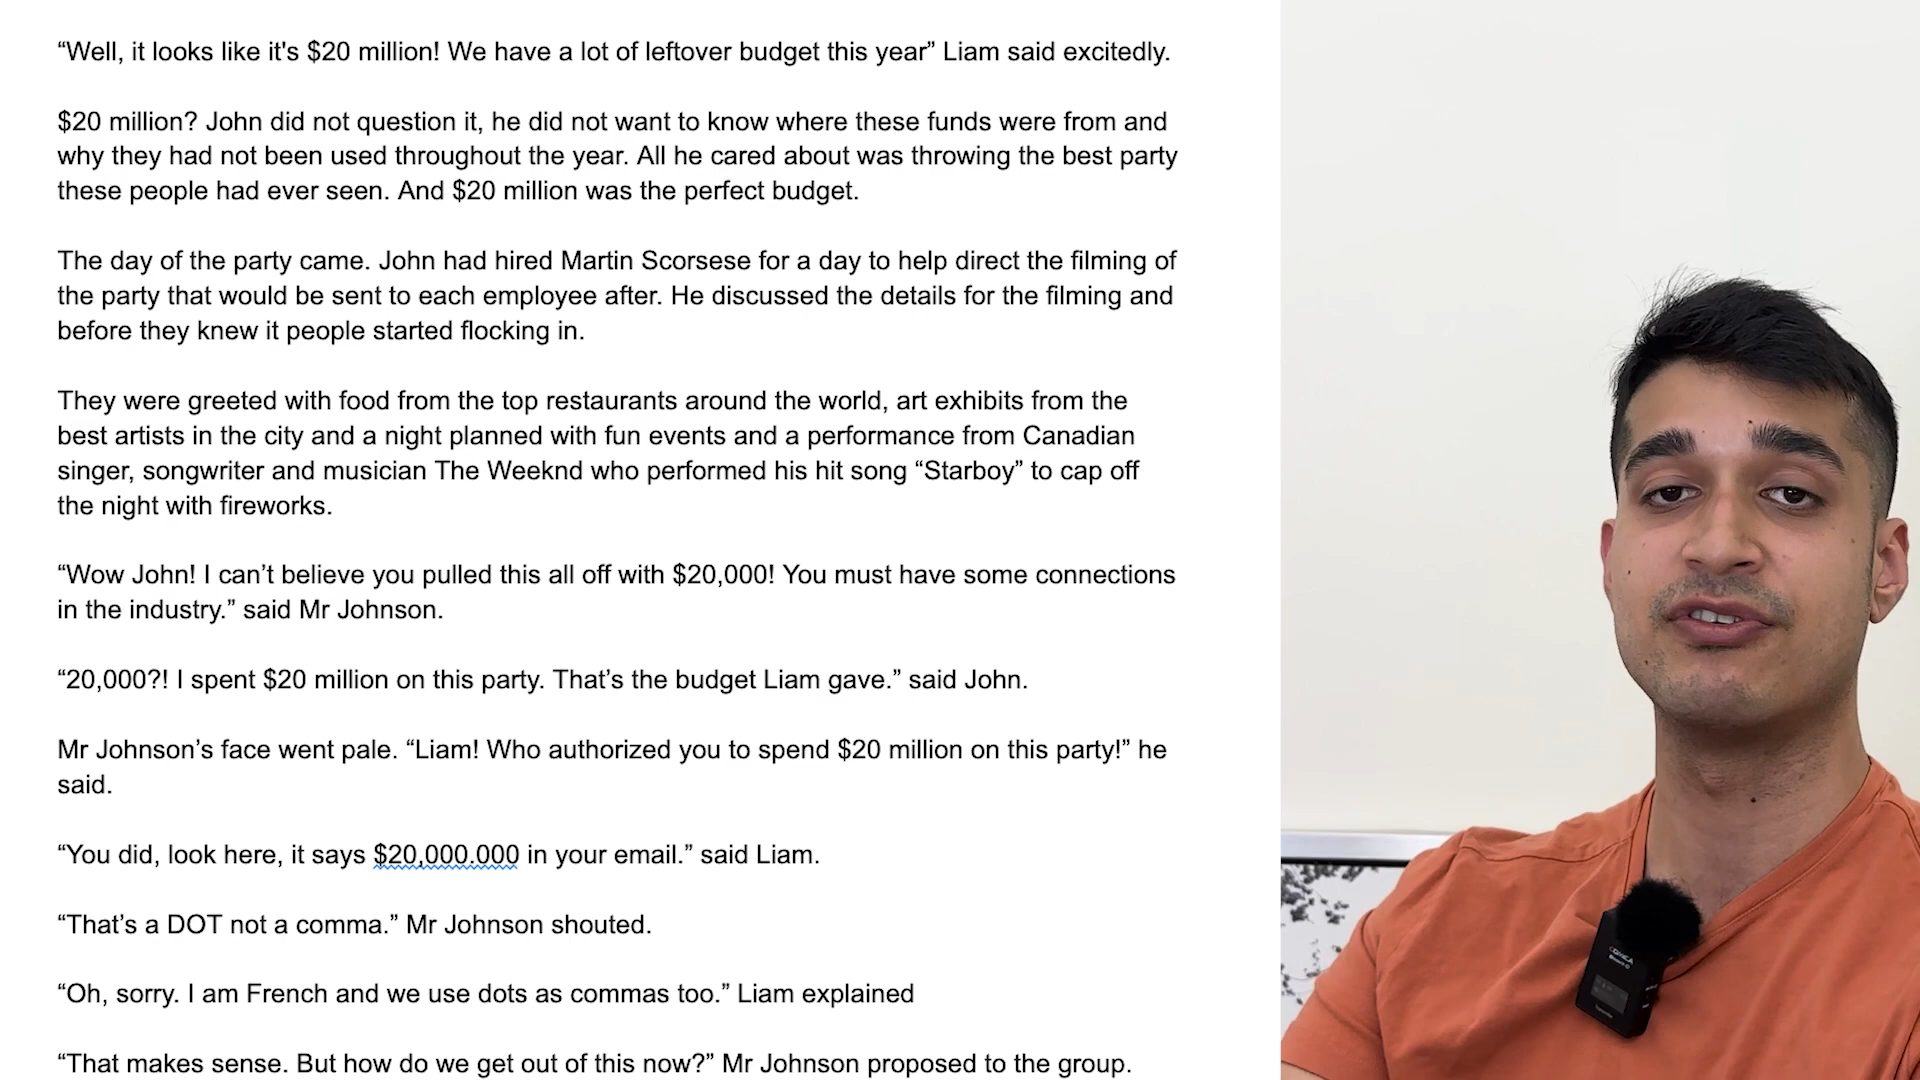 “Well, it looks like it's $20 million! We have a lot of leftover budget this year” Liam said excitedly.
$20 million? John did not question it, he did not want to know where these funds were from and
why they had not been used throughout the year. All he cared about was throwing the best party
these people had ever seen. And $20 million was the perfect budget.
The day of the party came. John had hired Martin Scorsese for a day to help direct the filming of
the party that would be sent to each employee after. He discussed the details for the filming and
before they knew it people started flocking in.
They were greeted with food from the top restaurants around the world, art exhibits from the
best artists in the city and a night planned with fun events and a performance from Canadian
singer, songwriter and musician The Weeknd who performed his hit song “Starboy” to cap off
the night with fireworks.
“Wow John! I can’t believe you pulled this all off with $20,000! You must have some connections
in the industry.” said Mr Johnson.
“20,000?! I spent $20 million on this party. That’s the budget Liam gave.” said John.
Mr Johnson’s face went pale. “Liam! Who authorized you to spend $20 million on this party!” he
said.
“You did, look here, it says $20,000.000 in your email.” said Liam.
“That’s a DOT not a comma.” Mr Johnson shouted.
“Oh, sorry. I am French and we use dots as commas too.” Liam explained
“That makes sense. But how do we get out of this now?” Mr Johnson proposed to the group.